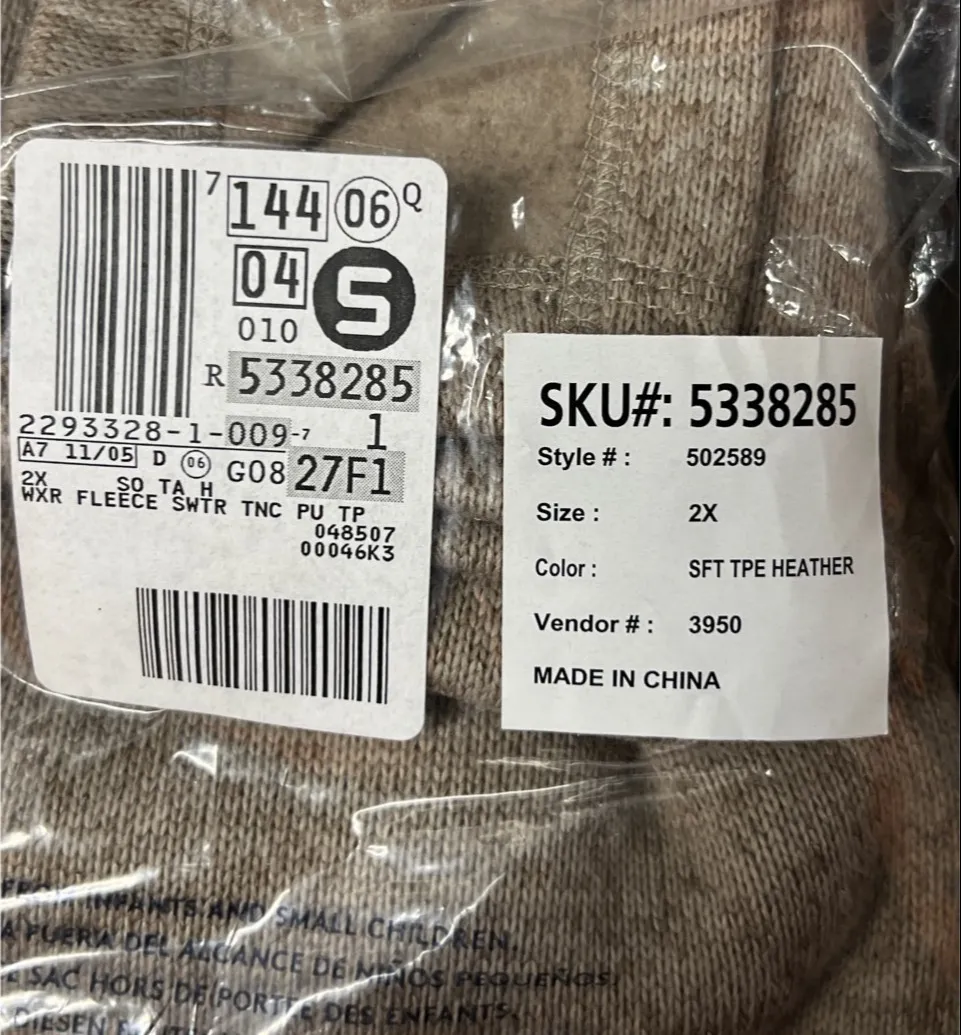 7 144 06 Q
04 S
010
R 5338285
2293328-1-009-7 1
A7 11/05 D 06 G08 27F1
2X SO TA H
WXR FLEECE SWTR TNC PU TP
048507
00046K3
SKU#: 5338285
Style # : 502589
Size : 2X
Color : SFT TPE HEATHER
Vendor # : 3950
MADE IN CHINA
FROM INFANTS AND SMALL CHILDREN.
A FUERA DEL ALCANCE DE NIÑOS PEQUEÑOS.
SAC HORS DE PORTÉE DES ENFANTS.
DIESEN